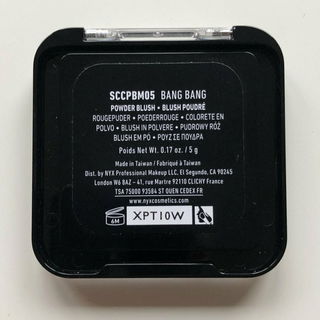 SCCPBM05 BANG BANG
POWDER BLUSH • BLUSH POUDRÉ
ROUGEPUDER • POEDERROUGE • COLORETE EN
POLVO • BLUSH IN POLVERE • PUDROWY RÓŻ
BLUSH EM PÓ • ΡΟΥΖ ΣΕ ΠΟΥΔΡΑ
Poids Net Wt. 0.17 oz. / 5 g
Made in Taiwan / Fabriqué à Taiwan
Dist. by NYX Professional Makeup LLC, El Segundo, CA 90245
London W6 8AZ - 41, rue Martre 92110 CLICHY France
TSA 75000 93584 ST OUEN CEDEX FR
www.nyxcosmetics.com
6M
XPT10W